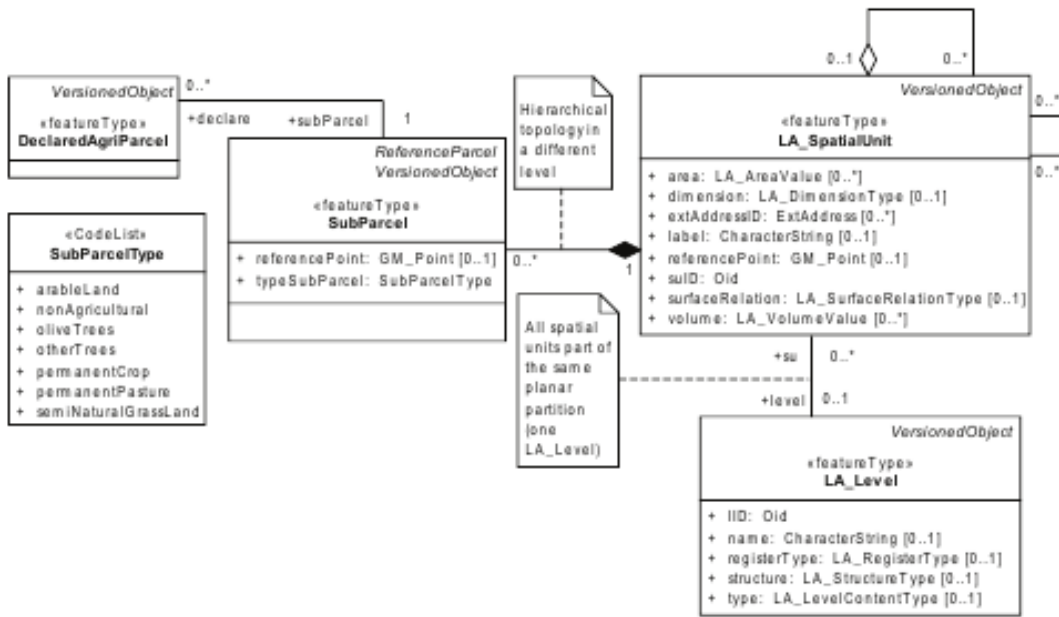 0..1
0..*
VersionedObject
«featureType»
DeclaredAgriParcel
0..*
+declare
+subParcel
1
Hierarchical
topology in
a different
level
VersionedObject
«featureType»
LA_SpatialUnit
+ area: LA_AreaValue [0..*]
+ dimension: LA_DimensionType [0..1]
+ extAddressID: ExtAddress [0..*]
+ label: CharacterString [0..1]
+ referencePoint: GM_Point [0..1]
+ suID: Oid
+ surfaceRelation: LA_SurfaceRelationType [0..1]
+ volume: LA_VolumeValue [0..*]
0..*
0..*
ReferenceParcel
VersionedObject
«featureType»
SubParcel
+ referencePoint: GM_Point [0..1]
+ typeSubParcel: SubParcelType
0..*
1
«CodeList»
SubParcelType
+ arableLand
+ nonAgricultural
+ oliveTrees
+ otherTrees
+ permanentCrop
+ permanentPasture
+ semiNaturalGrassLand
All spatial
units part of
the same
planar
partition
(one
LA_Level)
+su
0..*
+level
0..1
VersionedObject
«featureType»
LA_Level
+ lID: Oid
+ name: CharacterString [0..1]
+ registerType: LA_RegisterType [0..1]
+ structure: LA_StructureType [0..1]
+ type: LA_LevelContentType [0..1]